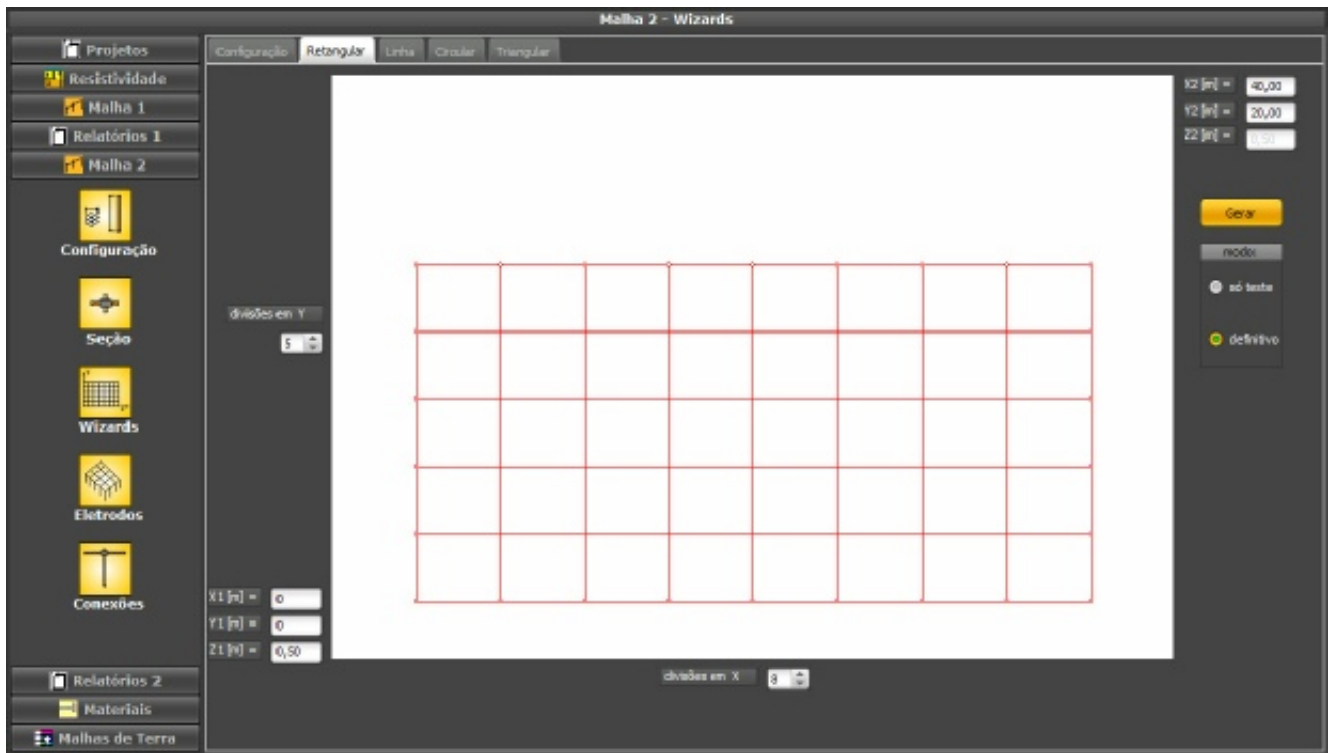 Malha 2 - Wizards
Projetos
Resistividade
Malha 1
Relatórios 1
Malha 2
Configuração
Seção
Wizards
Eletrodos
Conexões
Relatórios 2
Materiais
Malhas de Terra
Configuração Retangular Linha Circular Triangular
X2 [m] = 40,00
Y2 [m] = 20,00
Z2 [m] = 0,50
Gerar
modo:
só teste
definitivo
divisões em Y
5
X1 [m] = 0
Y1 [m] = 0
Z1 [m] = 0,50
divisões em X 8